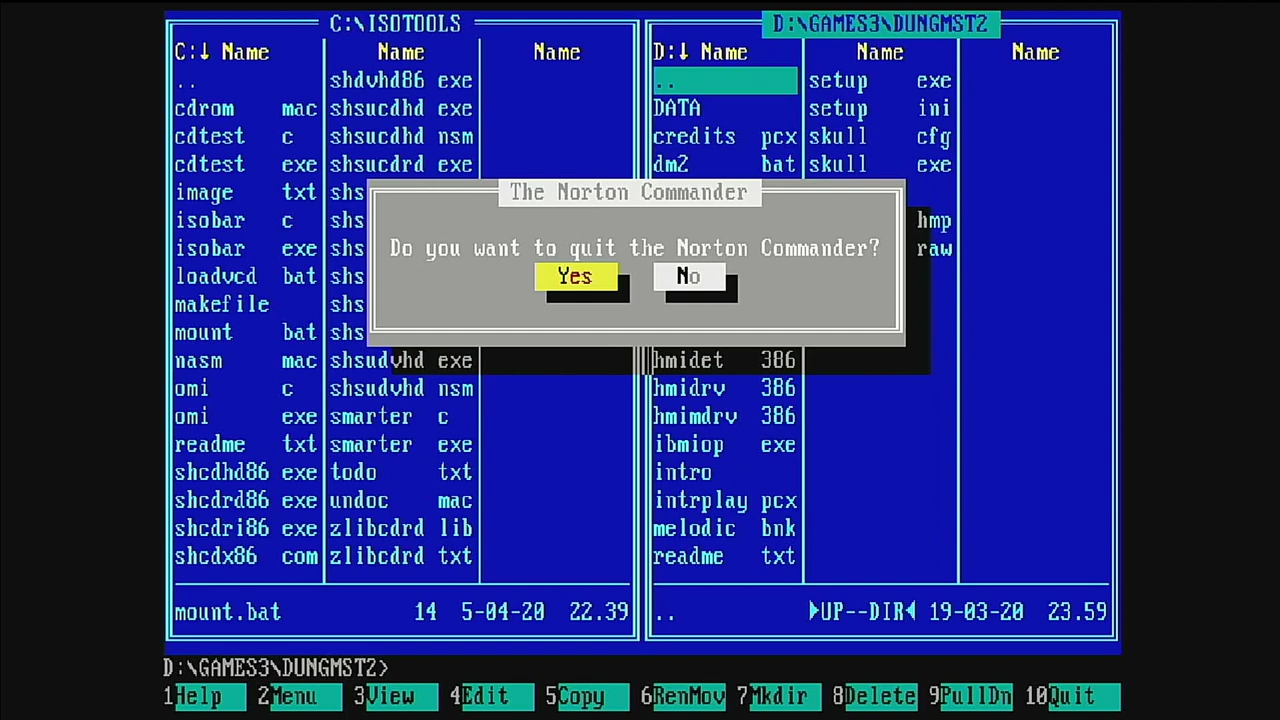 C:\ISOTOOLS D:\GAMES3\DUNGMST2
C:↓ Name Name Name D:↓ Name Name Name
.. shdvhd86 exe .. setup exe
cdrom mac shsucdhd exe DATA setup ini
cdtest c shsucdhd nsm credits pcx skull cfg
cdtest exe shsucdrd exe dm2 bat skull exe
image txt shs The Norton Commander
isobar c shs hmp
isobar exe shs Do you want to quit the Norton Commander? raw
loadvcd bat shs Yes No
makefile shs
mount bat shs
nasm mac shsudvhd exe hmidet 386
omi c shsudvhd nsm hmidrv 386
omi exe smarter c hmimdrv 386
readme txt smarter exe ibmiop exe
shcdhd86 exe todo txt intro
shcdrd86 exe undoc mac intrplay pcx
shcdri86 exe zlibcdrd lib melodic bnk
shcdx86 com zlibcdrd txt readme txt
mount.bat 14 5-04-20 22.39 .. ►UP--DIR◄ 19-03-20 23.59
D:\GAMES3\DUNGMST2>
1Help 2Menu 3View 4Edit 5Copy 6RenMov 7Mkdir 8Delete 9PullDn 10Quit